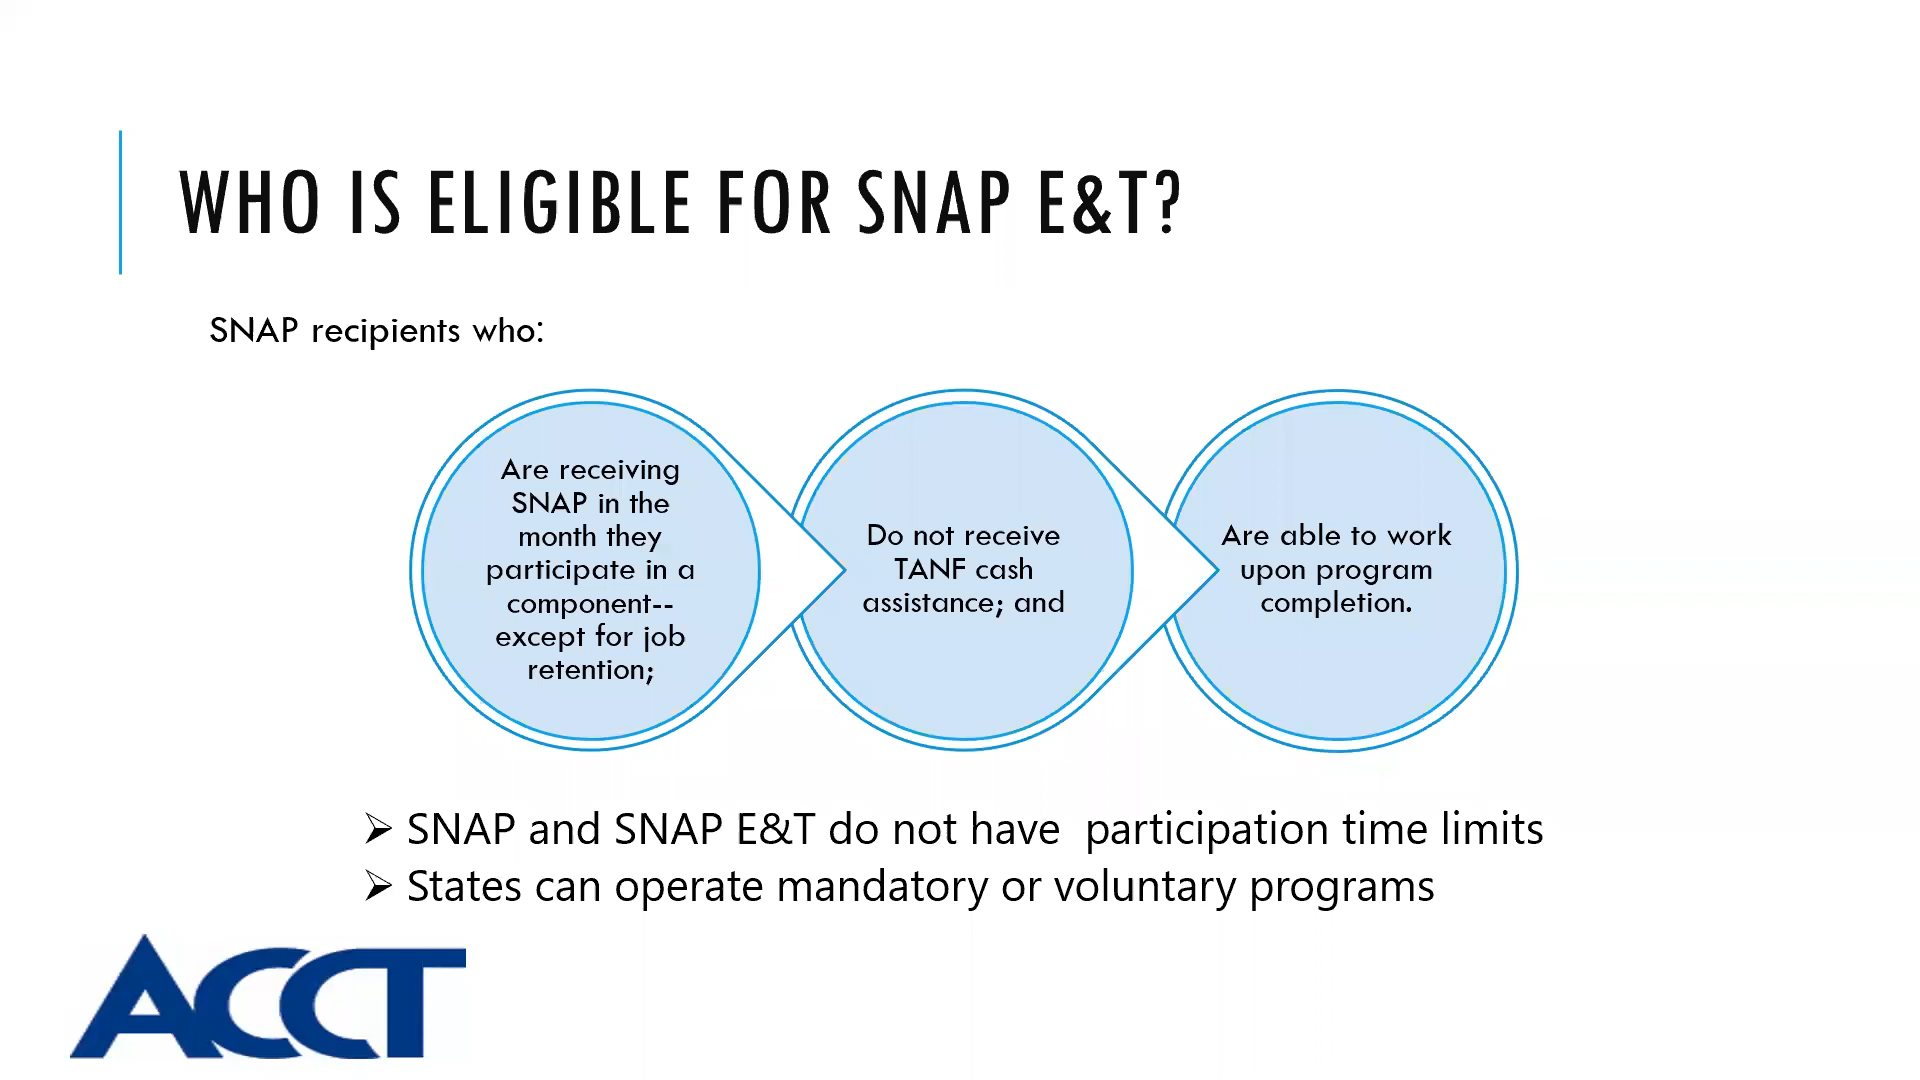 WHO IS ELIGIBLE FOR SNAP E&T?
SNAP recipients who:
Are receiving
SNAP in the
month they
participate in a
component--
except for job
retention;
Do not receive
TANF cash
assistance; and
Are able to work
upon program
completion.
➢ SNAP and SNAP E&T do not have  participation time limits
➢ States can operate mandatory or voluntary programs
ACCT